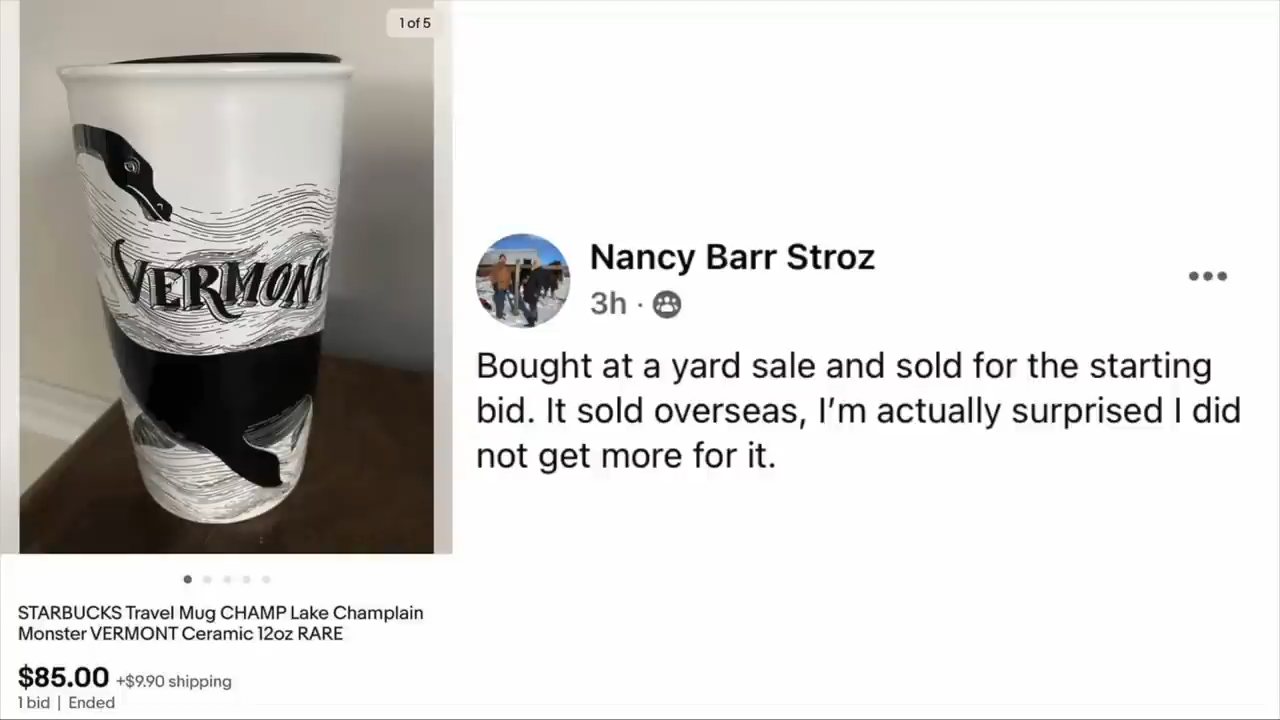 1 of 5
VERMONT
STARBUCKS Travel Mug CHAMP Lake Champlain
Monster VERMONT Ceramic 12oz RARE
$85.00 +$9.90 shipping
1 bid | Ended
Nancy Barr Stroz
3h ·
Bought at a yard sale and sold for the starting
bid. It sold overseas, I’m actually surprised I did
not get more for it.